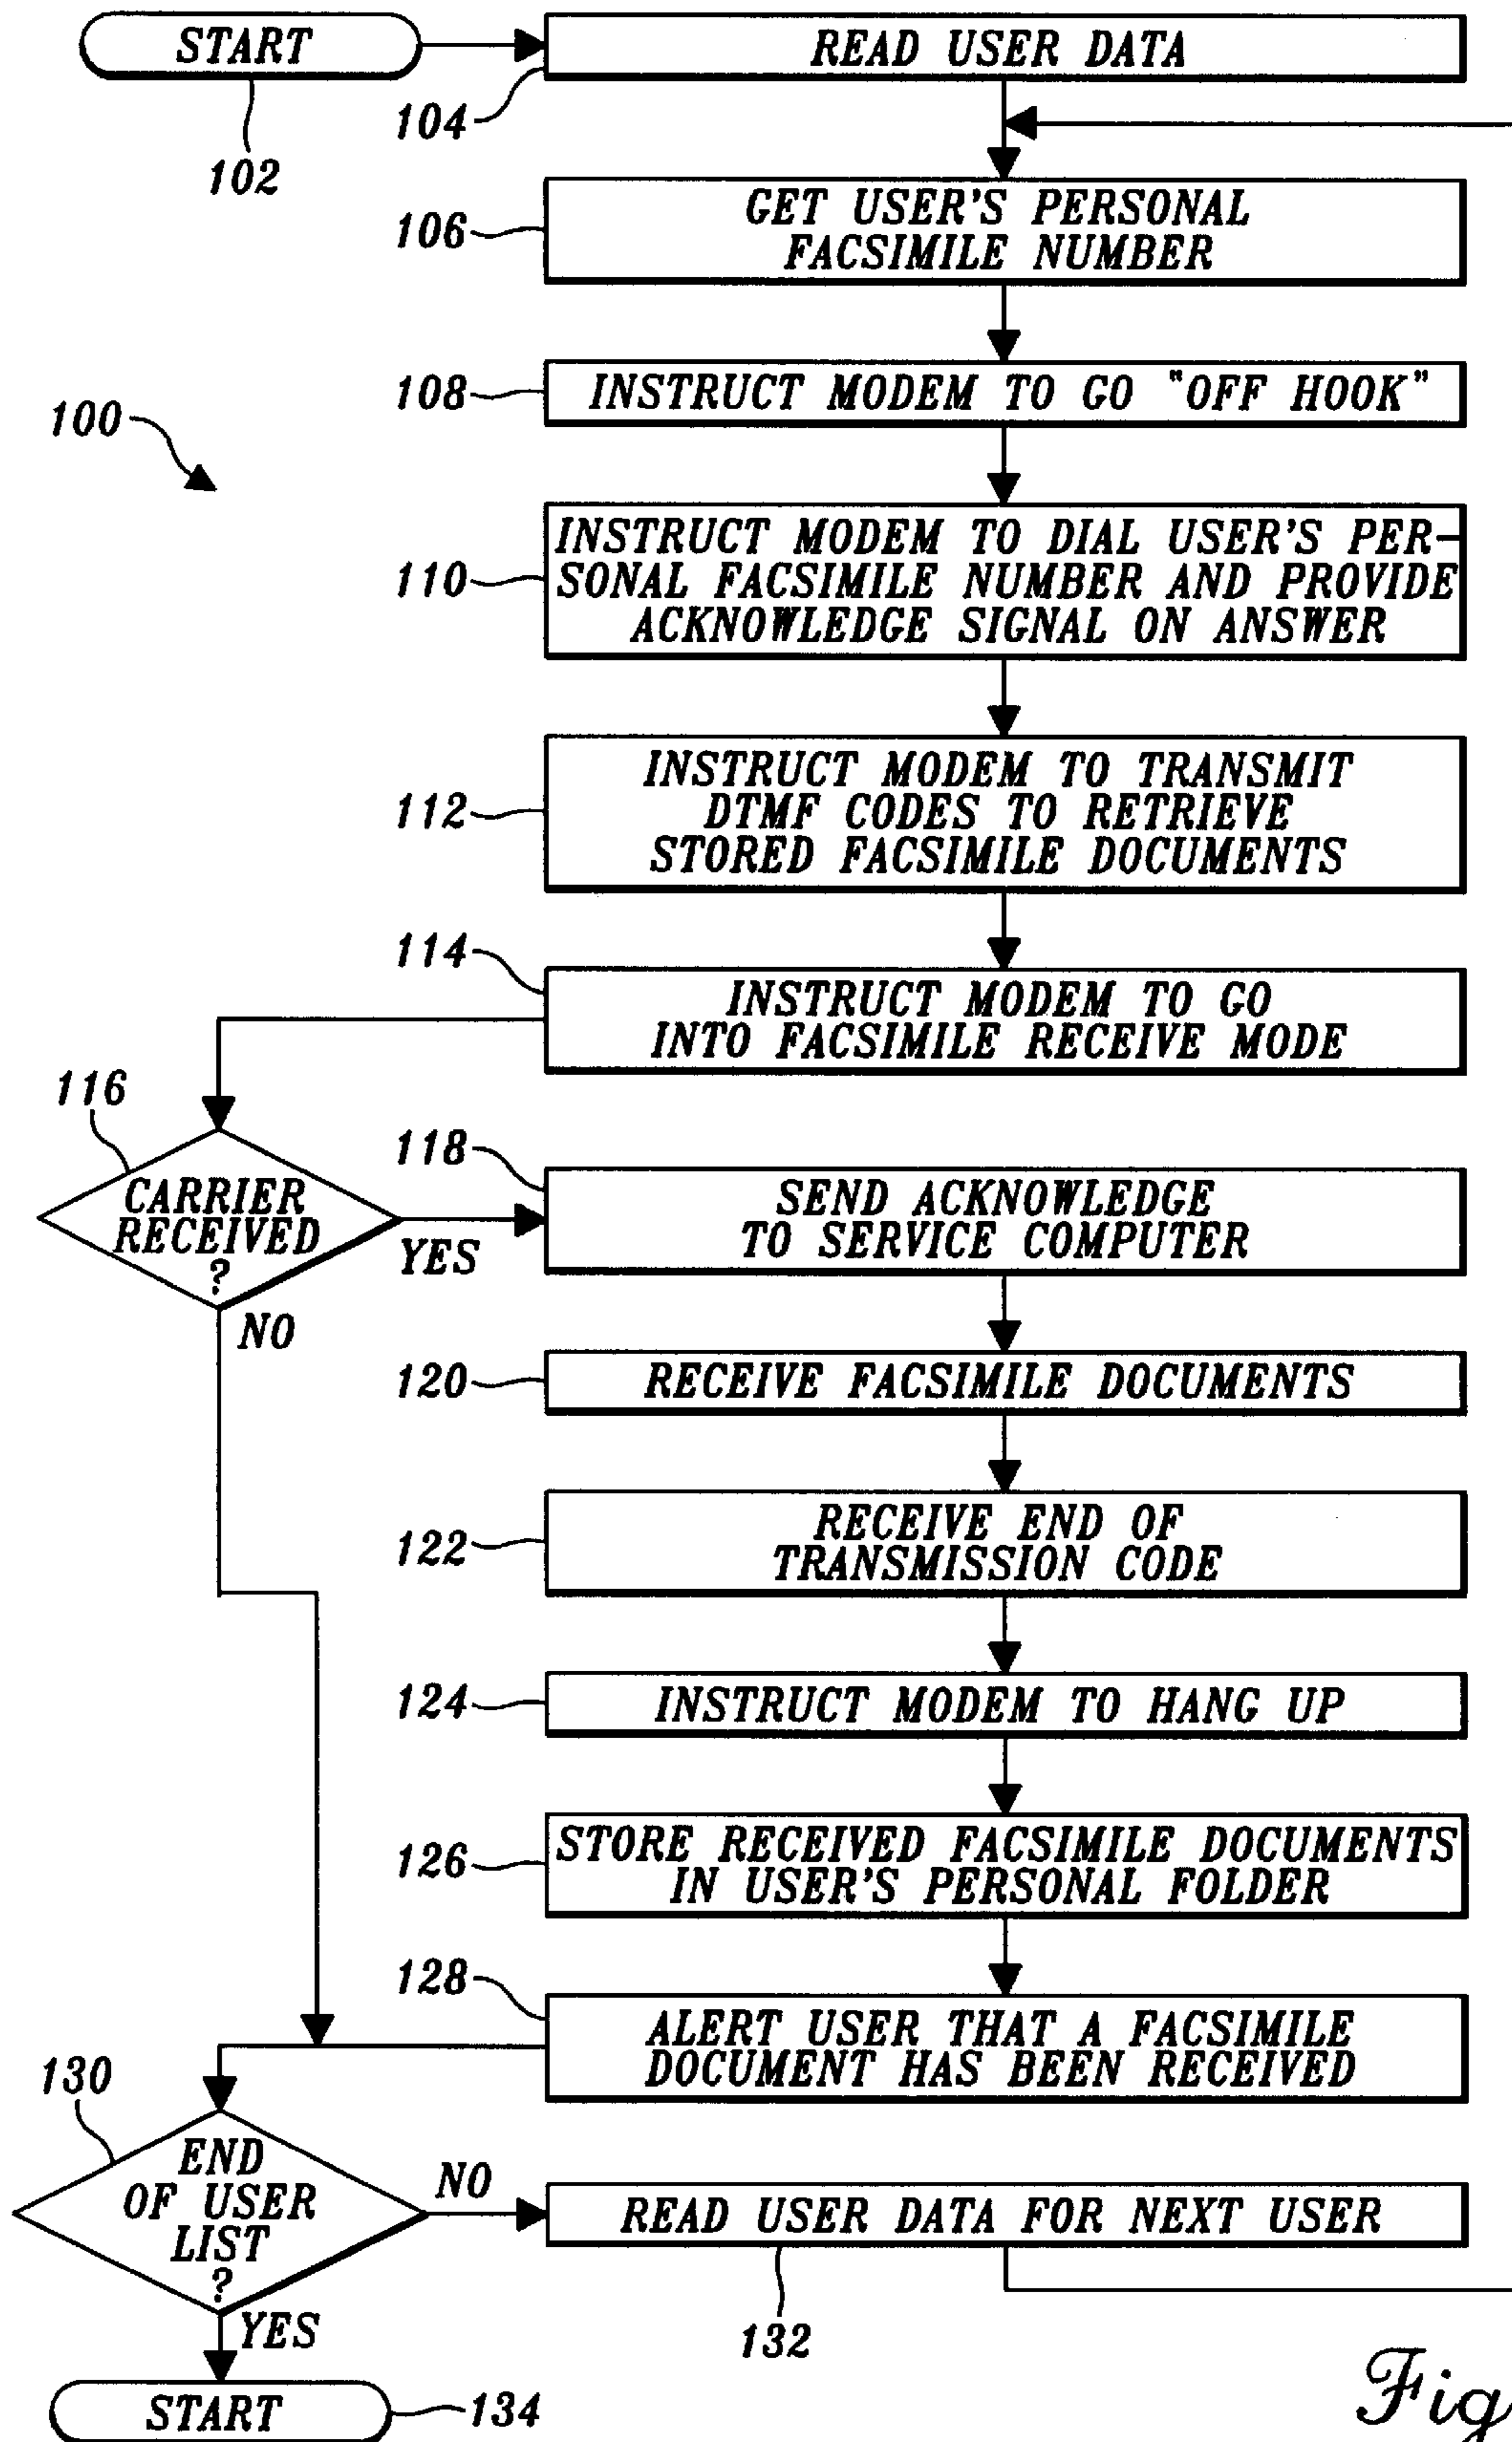 START
READ USER DATA
104
102
GET USER'S PERSONAL
FACSIMILE NUMBER
106
108
INSTRUCT MODEM TO GO "OFF HOOK"
100
INSTRUCT MODEM TO DIAL USER'S PER-
SONAL FACSIMILE NUMBER AND PROVIDE
ACKNOWLEDGE SIGNAL ON ANSWER
110
INSTRUCT MODEM TO TRANSMIT
DTMF CODES TO RETRIEVE
STORED FACSIMILE DOCUMENTS
112
114
INSTRUCT MODEM TO GO
INTO FACSIMILE RECEIVE MODE
116
CARRIER
RECEIVED
?
YES
NO
118
SEND ACKNOWLEDGE
TO SERVICE COMPUTER
120
RECEIVE FACSIMILE DOCUMENTS
122
RECEIVE END OF
TRANSMISSION CODE
124
INSTRUCT MODEM TO HANG UP
126
STORE RECEIVED FACSIMILE DOCUMENTS
IN USER'S PERSONAL FOLDER
128
ALERT USER THAT A FACSIMILE
DOCUMENT HAS BEEN RECEIVED
130
END
OF USER
LIST
?
NO
YES
READ USER DATA FOR NEXT USER
132
START
134
Fig